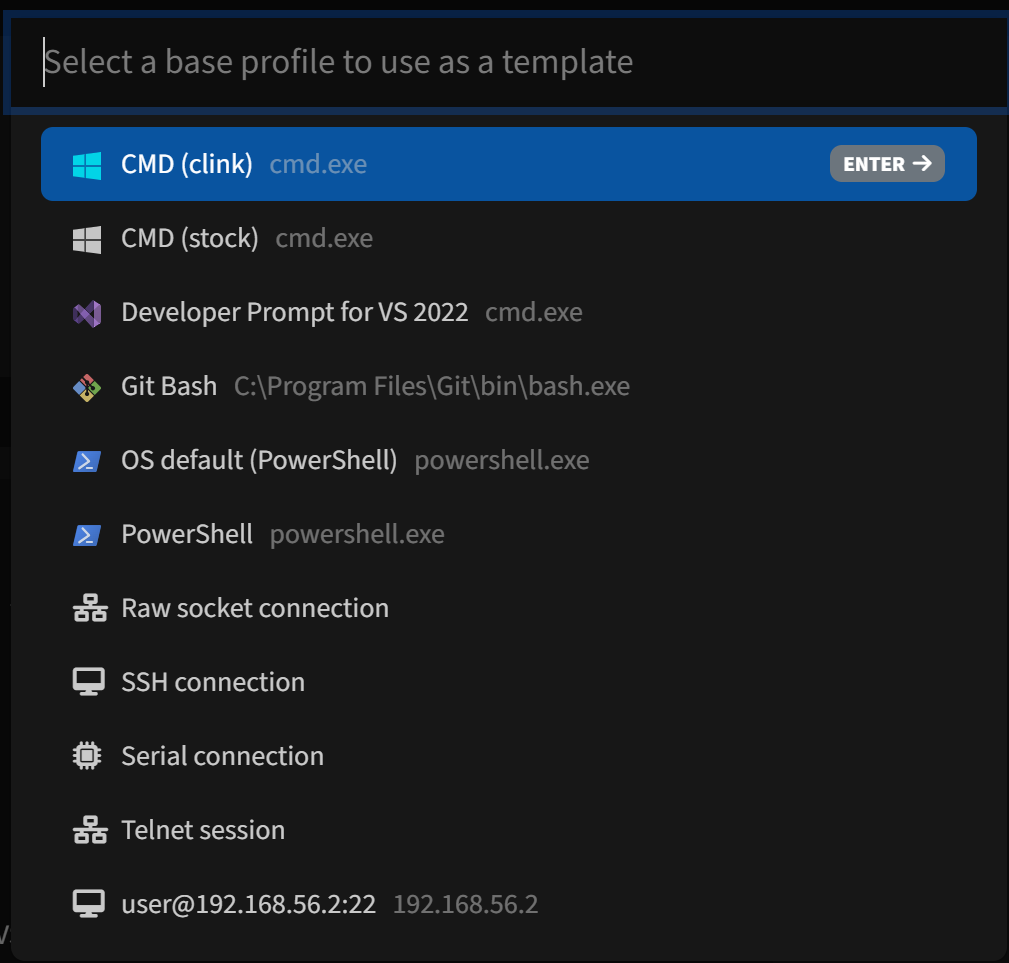 Select a base profile to use as a template
CMD (clink) cmd.exe ENTER →
CMD (stock) cmd.exe
Developer Prompt for VS 2022 cmd.exe
Git Bash C:\Program Files\Git\bin\bash.exe
OS default (PowerShell) powershell.exe
PowerShell powershell.exe
Raw socket connection
SSH connection
Serial connection
Telnet session
user@192.168.56.2:22 192.168.56.2